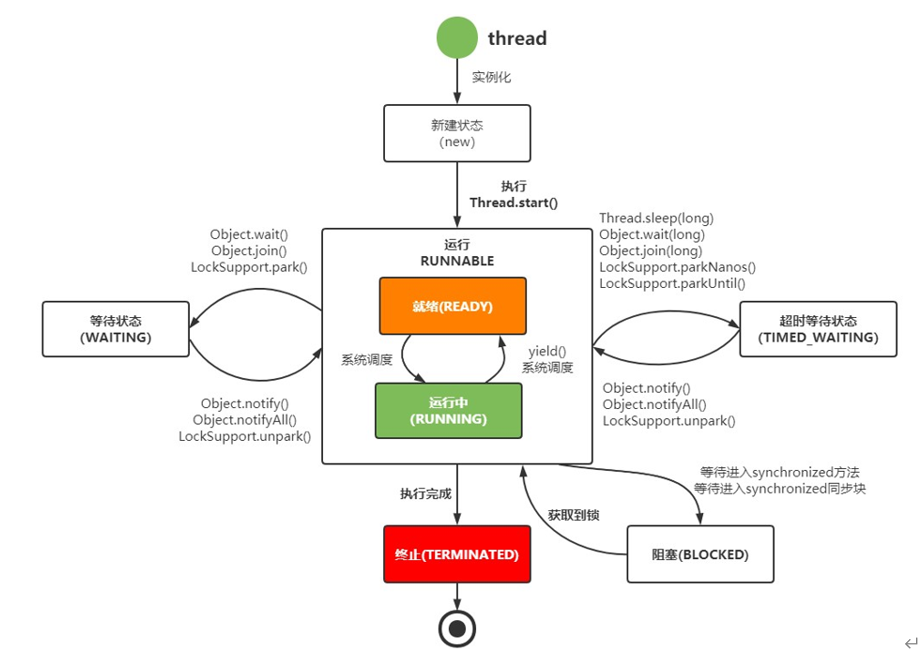 thread
实例化
新建状态
（new）
执行
Thread.start()
Object.wait()
Object.join()
LockSupport.park()
运行
RUNNABLE
Thread.sleep(long)
Object.wait(long)
Object.join(long)
LockSupport.parkNanos()
LockSupport.parkUntil()
等待状态
(WAITING)
就绪(READY)
超时等待状态
(TIMED_WAITING)
系统调度
yield()
系统调度
运行中
(RUNNING)
Object.notify()
Object.notifyAll()
LockSupport.unpark()
Object.notify()
Object.notifyAll()
LockSupport.unpark()
执行完成
等待进入synchronized方法
等待进入synchronized同步块
获取到锁
终止(TERMINATED)
阻塞(BLOCKED)